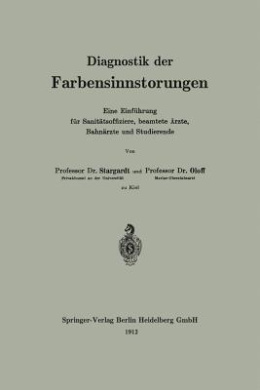 Diagnostik der
Farbensinnstorungen
Eine Einführung
für Sanitätsoffiziere, beamtete Ärzte,
Bahnärzte und Studierende
Von
Professor Dr. Stargardt und Professor Dr. Oloff
Privatdozent an der Universität Marine-Oberstabsarzt
zu Kiel
Springer-Verlag Berlin Heidelberg GmbH
1912